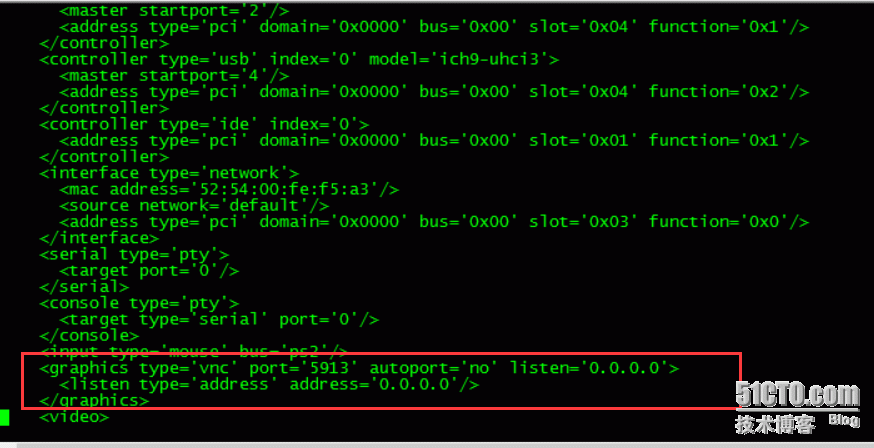 <master startport='2'/>
<address type='pci' domain='0x0000' bus='0x00' slot='0x04' function='0x1'/>
</controller>
<controller type='usb' index='0' model='ich9-uhci3'>
<master startport='4'/>
<address type='pci' domain='0x0000' bus='0x00' slot='0x04' function='0x2'/>
</controller>
<controller type='ide' index='0'>
<address type='pci' domain='0x0000' bus='0x00' slot='0x01' function='0x1'/>
</controller>
<interface type='network'>
<mac address='52:54:00:fe:f5:a3'/>
<source network='default'/>
<address type='pci' domain='0x0000' bus='0x00' slot='0x03' function='0x0'/>
</interface>
<serial type='pty'>
<target port='0'/>
</serial>
<console type='pty'>
<target type='serial' port='0'/>
</console>
<input type='mouse' bus='ps2'/>
<graphics type='vnc' port='5913' autoport='no' listen='0.0.0.0'>
<listen type='address' address='0.0.0.0'/>
</graphics>
<video>
51CTO.com
技术博客 Blog